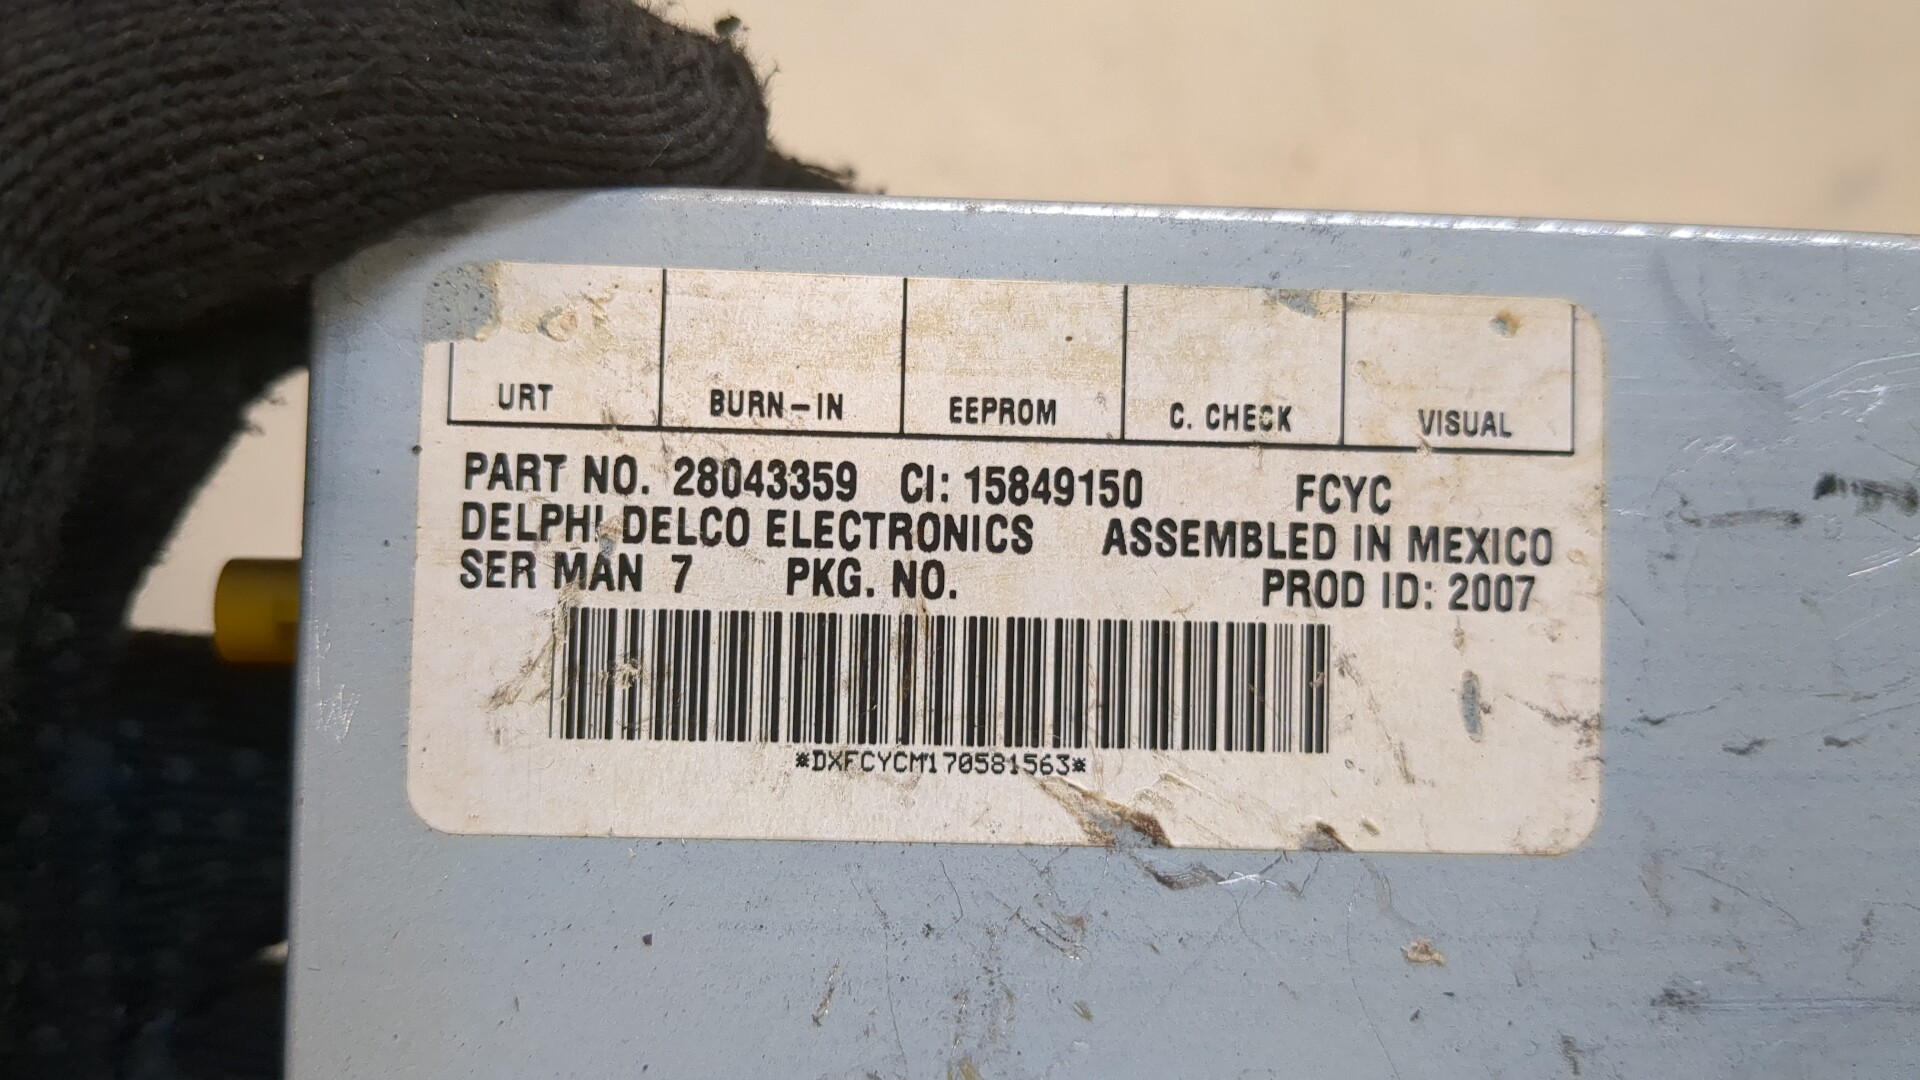 URT BURN-IN EEPROM C. CHECK VISUAL
PART NO. 28043359 CI: 15849150 FCYC
DELPHI DELCO ELECTRONICS ASSEMBLED IN MEXICO
SER MAN 7 PKG. NO. PROD ID: 2007
*DXFCYCM170581563*